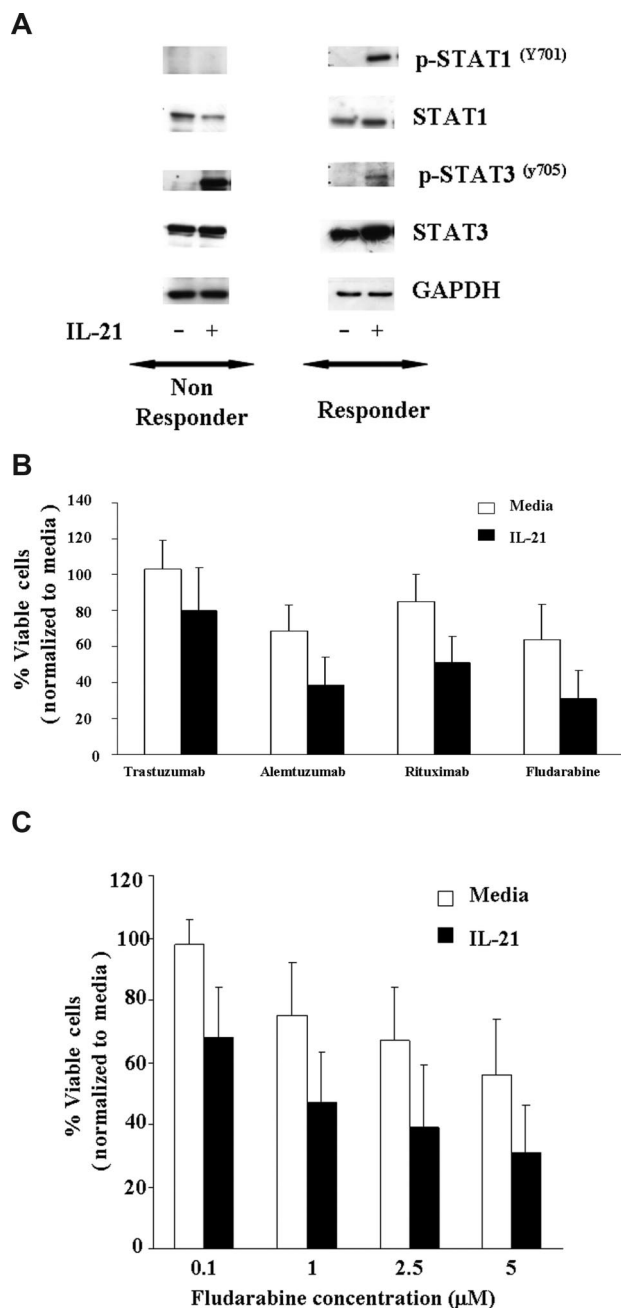 A
p-STAT1 (Y701)
STAT1
p-STAT3 (y705)
STAT3
GAPDH
IL-21 – + – +
Non Responder
Responder
B
% Viable cells
( normalized to media )
140
120
100
80
60
40
20
0
Media
IL-21
Trastuzumab Alemtuzumab Rituximab Fludarabine
C
% Viable cells
( normalized to media )
120
100
80
60
40
20
0
Media
IL-21
0.1 1 2.5 5
Fludarabine concentration (µM)